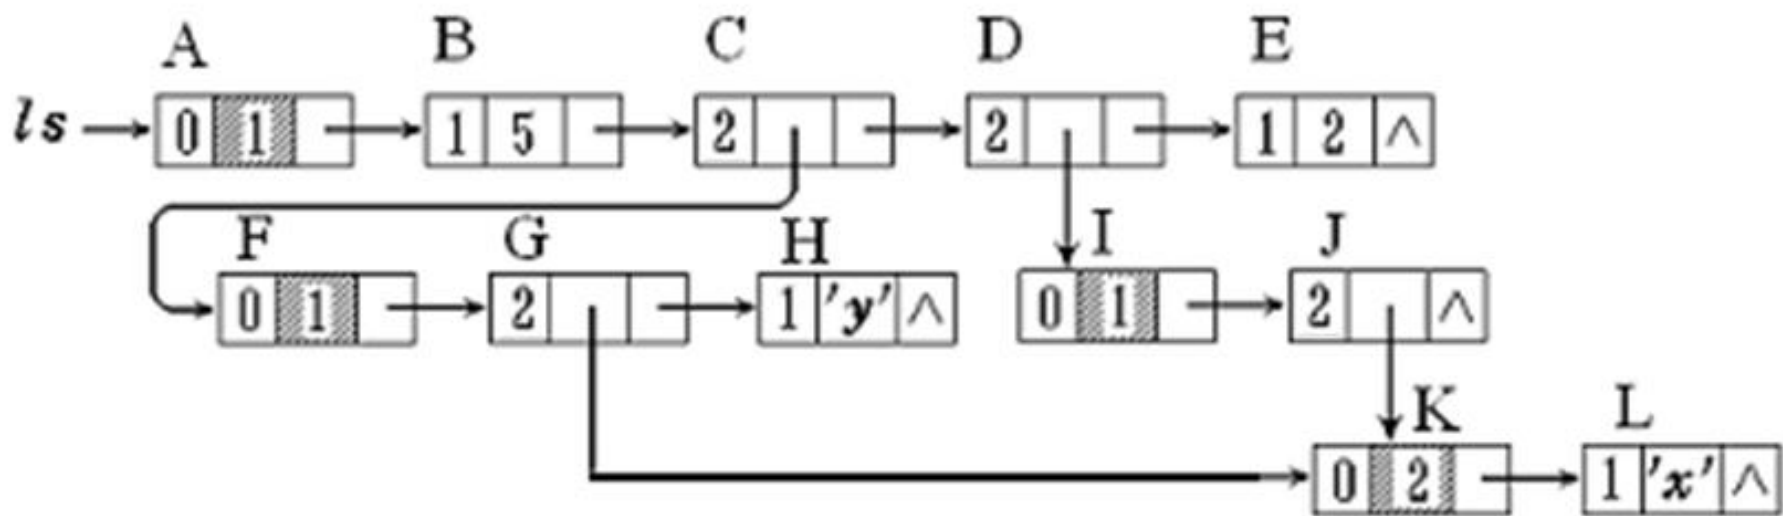 A B C D E
ls 0 1 1 5 2 2 1 2 ∧
F G H I J
0 1 2 1 'y' ∧ 0 1 2 ∧
K L
0 2 1 'x' ∧